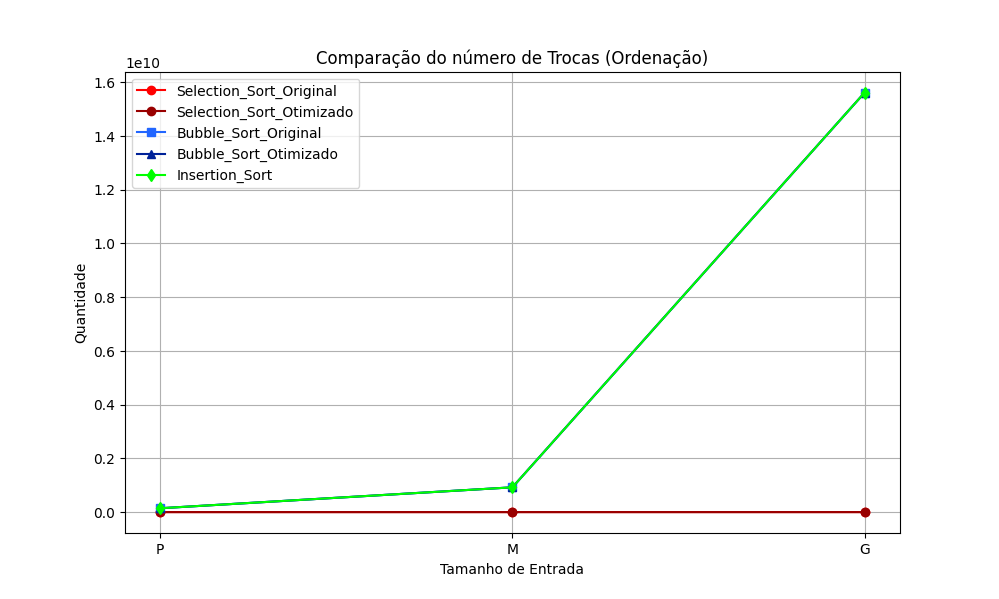 Comparação do número de Trocas (Ordenação)
1e10
Selection_Sort_Original
Selection_Sort_Otimizado
Bubble_Sort_Original
Bubble_Sort_Otimizado
Insertion_Sort
1.6
1.4
1.2
1.0
0.8
0.6
0.4
0.2
0.0
Quantidade
P
M
G
Tamanho de Entrada